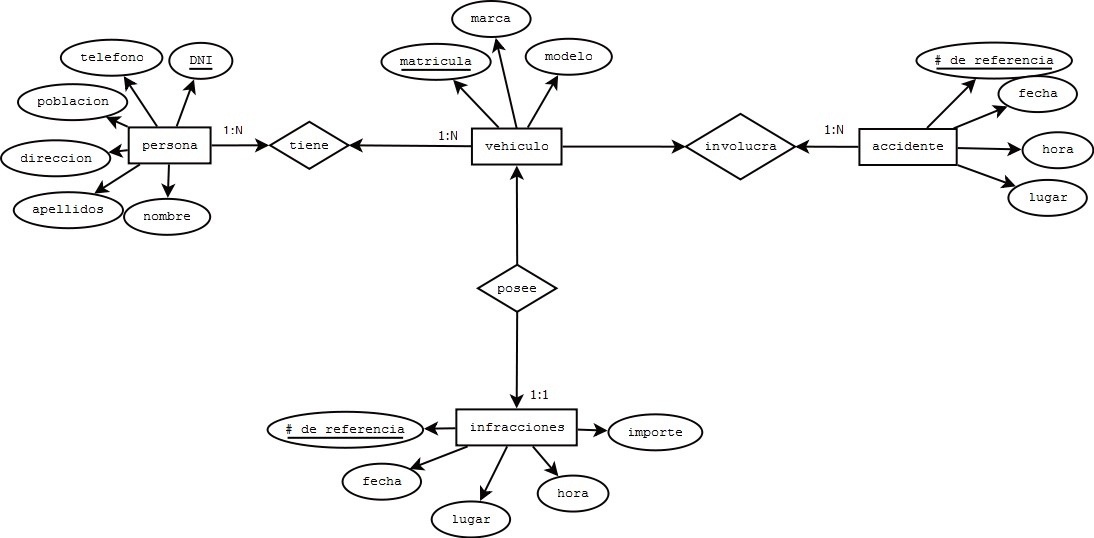 marca
telefono
DNI
matricula
modelo
# de referencia
poblacion
fecha
1:N
1:N
1:N
persona
tiene
vehiculo
involucra
accidente
hora
direccion
lugar
apellidos
nombre
posee
1:1
# de referencia
infracciones
importe
fecha
hora
lugar